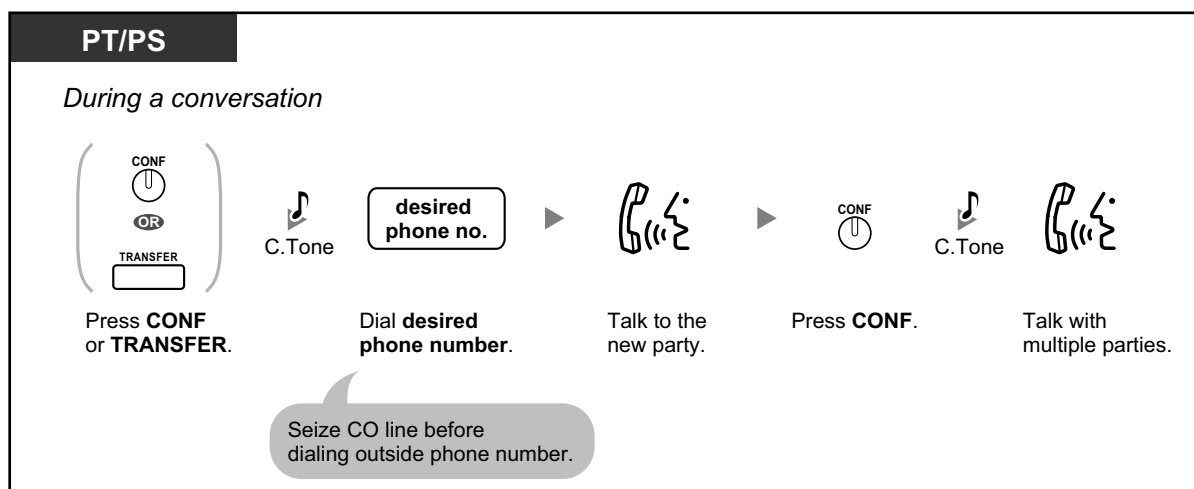 PT/PS
During a conversation
CONF
OR
TRANSFER
C.Tone
desired
phone no.
CONF
C.Tone
Press CONF
or TRANSFER.
Dial desired
phone number.
Talk to the
new party.
Press CONF.
Talk with
multiple parties.
Seize CO line before
dialing outside phone number.